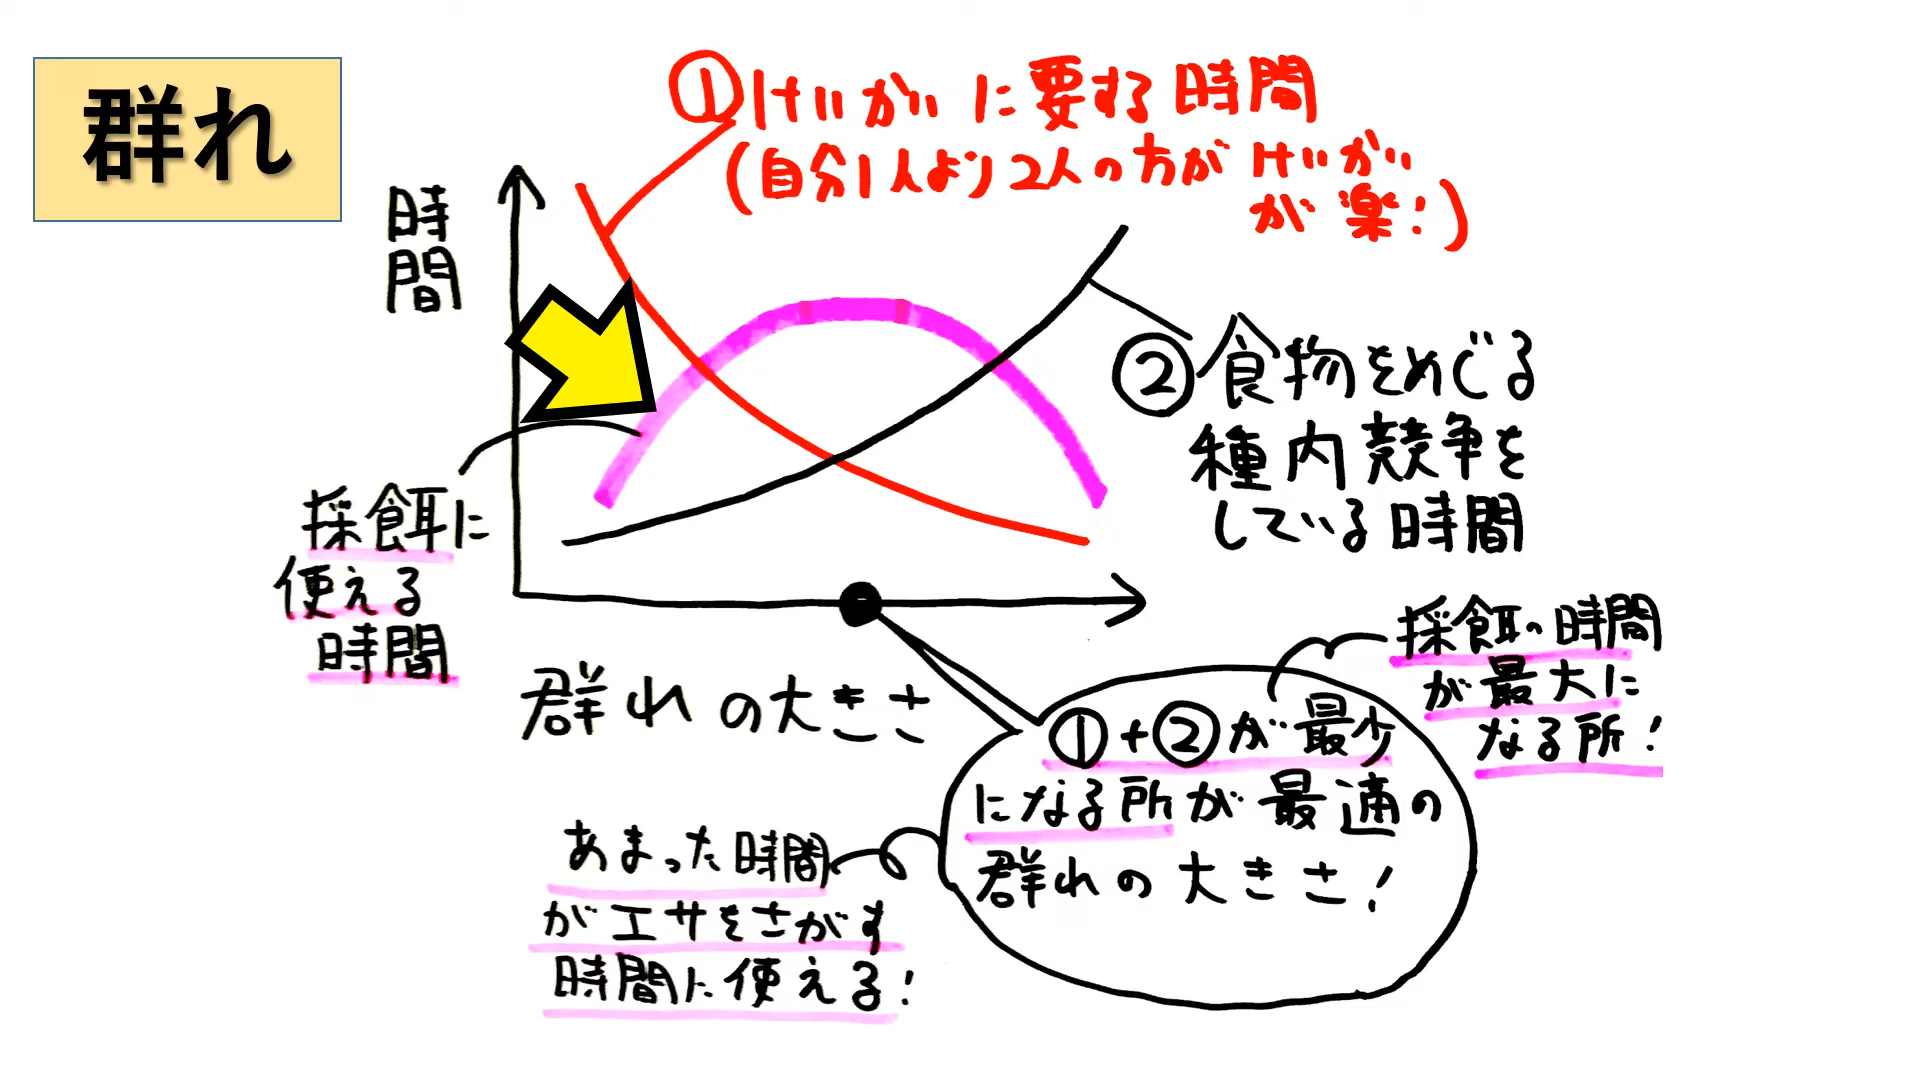 群れ
①けいかいに要する時間
(自分1人より2人の方がけいかい
が楽!)
時
間
②食物をめぐる
種内競争を
している時間
採餌に
使える
時間
群れの大きさ
採餌の時間
が最大に
なる所!
①+②が最少
になる所が最適の
群れの大きさ!
あまった時間
がエサをさがす
時間に使える!